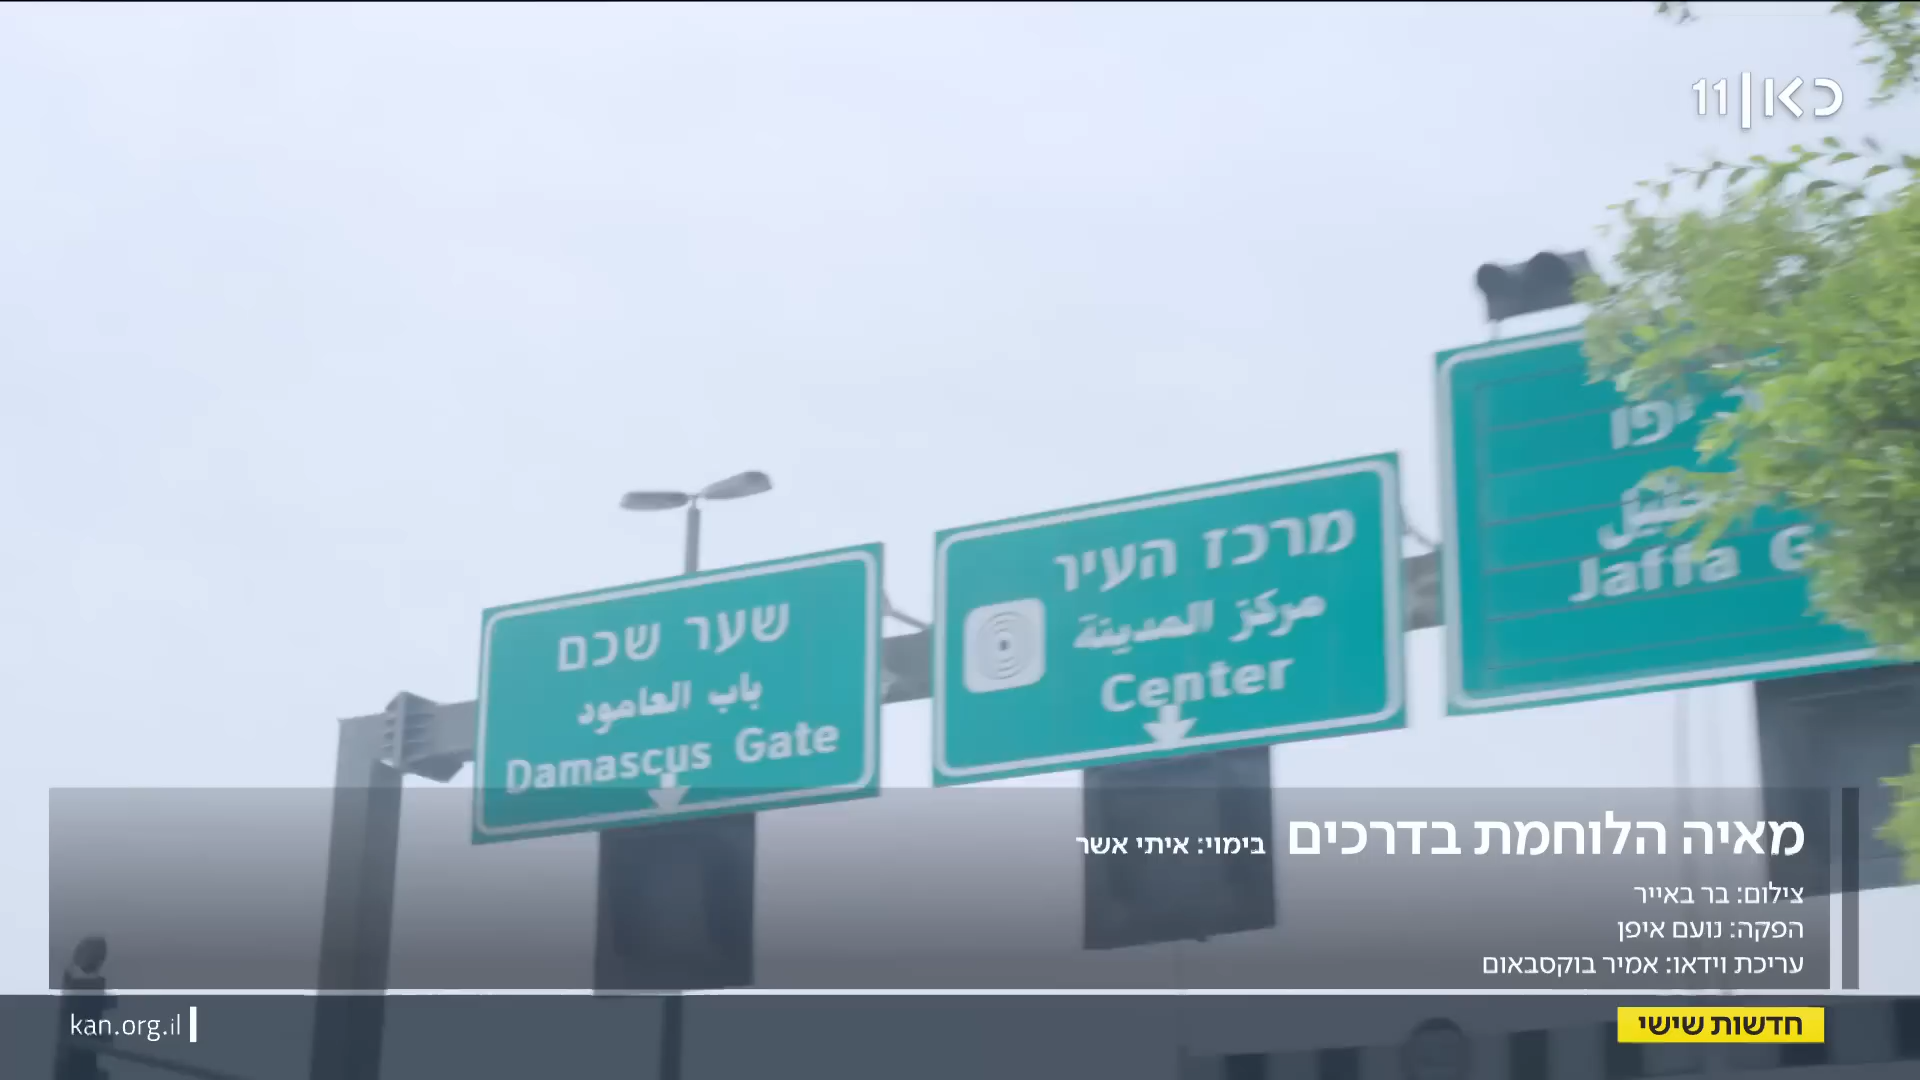 כאן 11
שער שכם
باب العامود
Damascus Gate
מרכז העיר
مركز المدينة
Center
יפו
Jaffa
מאיה הלוחמת בדרכים
בימוי: איתי אשר
צילום: בר באייר
הפקה: נועם איפן
עריכת וידאו: אמיר בוקסבאום
חדשות שישי
kan.org.il